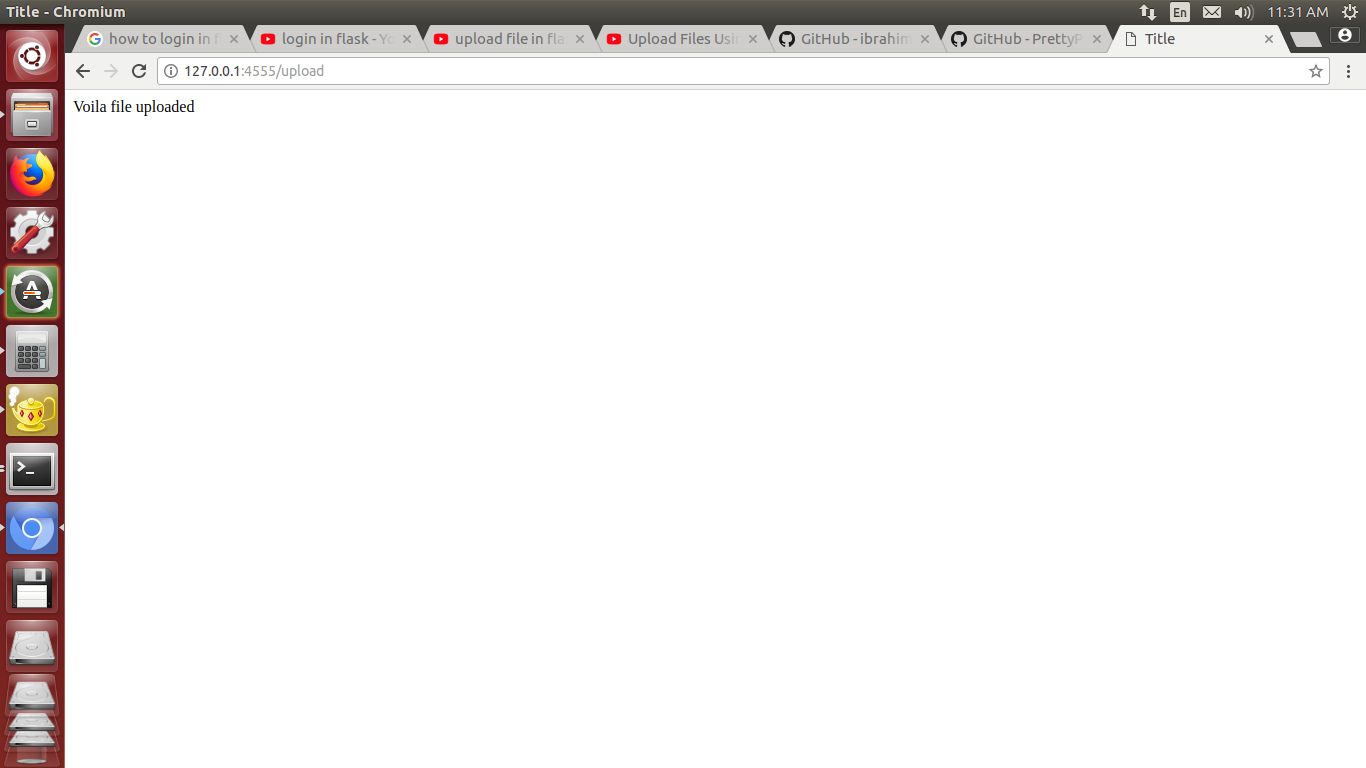 Title - Chromium
En
11:31 AM
how to login in f
login in flask - Yo
upload file in fla
Upload Files Usi
GitHub - ibrahim
GitHub - PrettyP
Title
127.0.0.1:4555/upload
Voila file uploaded